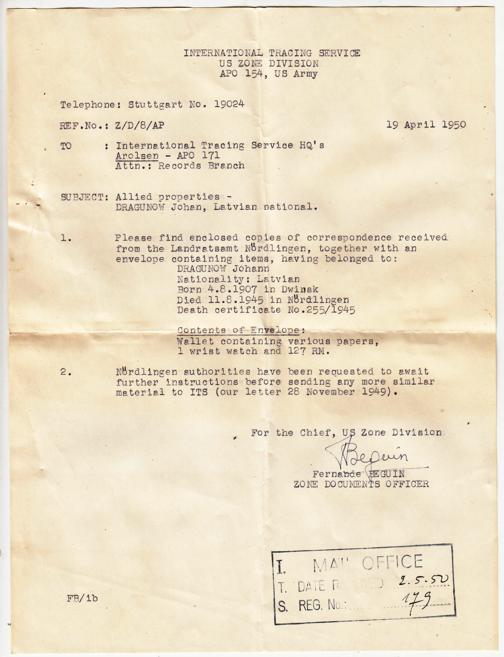 INTERNATIONAL TRACING SERVICE
US ZONE DIVISION
APO 154, US Army
Telephone: Stuttgart No. 19024
REF.No.: Z/D/8/AP 19 April 1950
TO : International Tracing Service HQ's
Arolsen - APO 171
Attn.: Records Branch
SUBJECT: Allied properties -
DRAGUNOW Johan, Latvian national.
1. Please find enclosed copies of correspondence received
from the Landratsamt Nördlingen, together with an
envelope containing items, having belonged to:
DRAGUNOW Johann
Nationality: Latvian
Born 4.8.1907 in Dwinsk
Died 11.8.1945 in Nördlingen
Death certificate No.255/1945
Contents of Envelope:
Wallet containing various papers,
1 wrist watch and 127 RM.
2. Nördlingen authorities have been requested to await
further instructions before sending any more similar
material to ITS (our letter 28 November 1949).
For the Chief, US Zone Division
Beguin
Fernande BEGUIN
ZONE DOCUMENTS OFFICER
I. MAIL OFFICE
T. DATE 2.5.50
S. REG. No.: 179
FB/ib